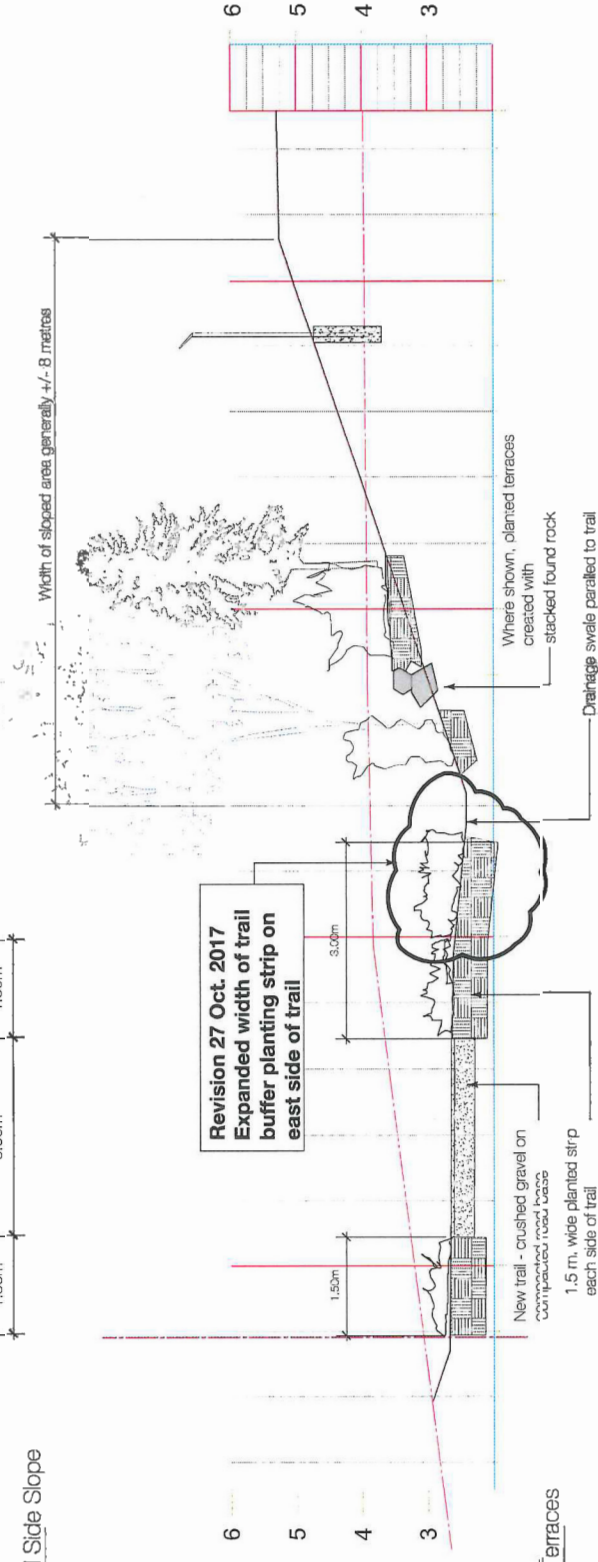 Side Slope
Width of sloped area generally +/- 8 metres
6
5
4
3
6
5
4
3
Revision 27 Oct. 2017
Expanded width of trail
buffer planting strip on
east side of trail
1.50m
3.00m
New trail - crushed gravel on
compacted road base
1.5 m. wide planted strip
each side of trail
Where shown, planted terraces
created with
stacked found rock
Drainage swale paralled to trail
Terraces